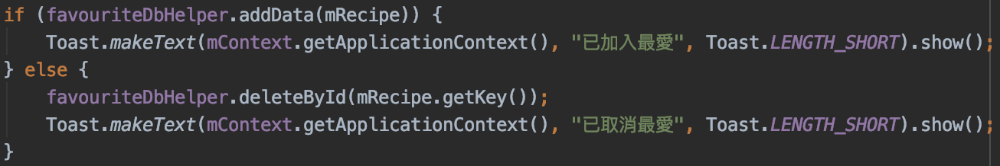 if (favouriteDbHelper.addData(mRecipe)) {
    Toast.makeText(mContext.getApplicationContext(), "已加入最愛", Toast.LENGTH_SHORT).show();
} else {
    favouriteDbHelper.deleteById(mRecipe.getKey());
    Toast.makeText(mContext.getApplicationContext(), "已取消最愛", Toast.LENGTH_SHORT).show();
}